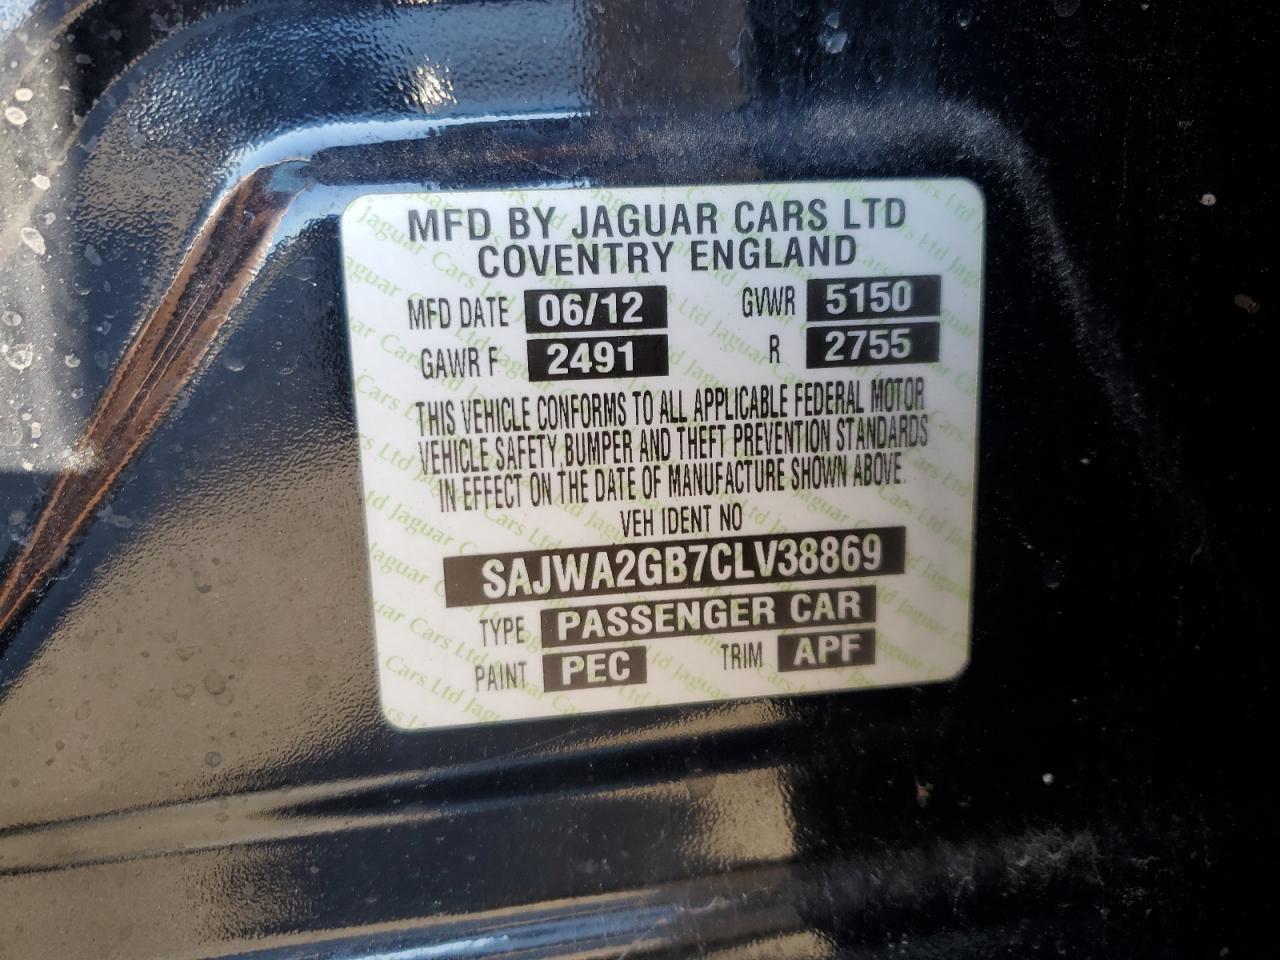 MFD BY JAGUAR CARS LTD
COVENTRY ENGLAND
MFD DATE 06/12 GVWR 5150
GAWR F 2491 R 2755
THIS VEHICLE CONFORMS TO ALL APPLICABLE FEDERAL MOTOR
VEHICLE SAFETY BUMPER AND THEFT PREVENTION STANDARDS
IN EFFECT ON THE DATE OF MANUFACTURE SHOWN ABOVE
VEH IDENT NO
SAJWA2GB7CLV38869
TYPE PASSENGER CAR
PAINT PEC TRIM APF